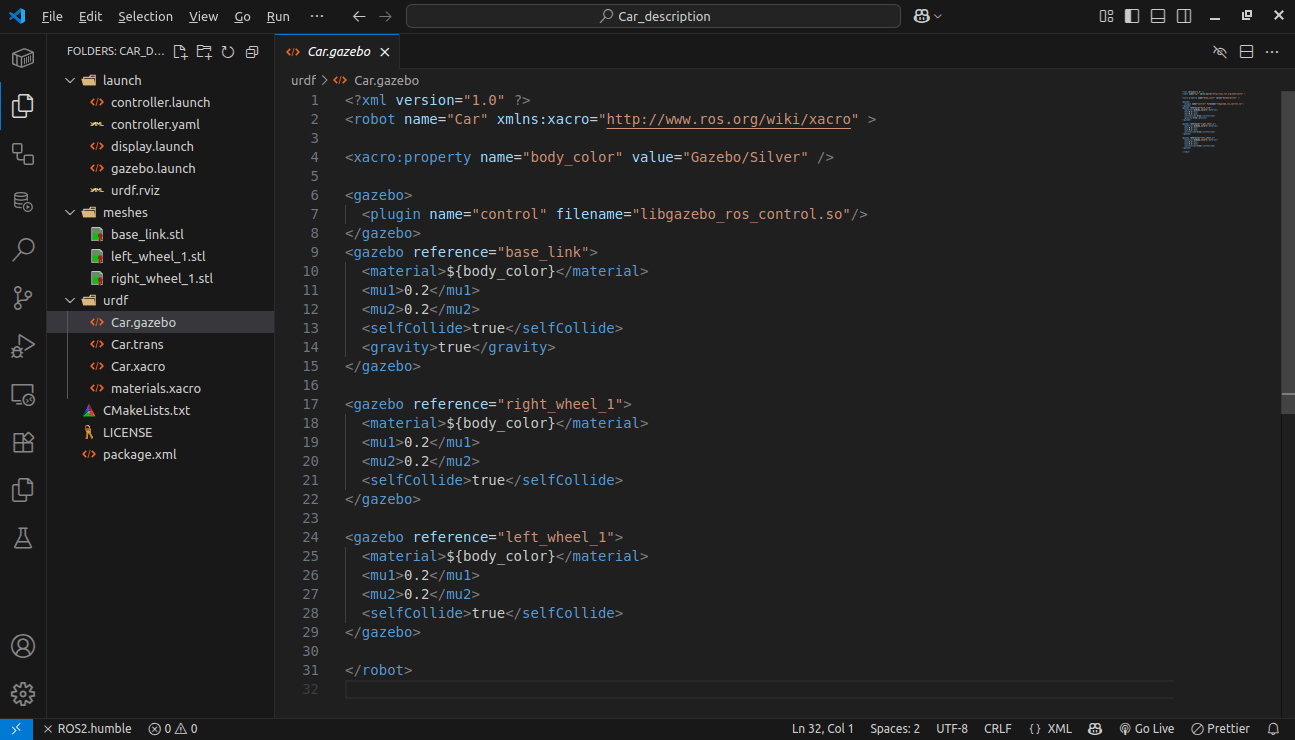 File Edit Selection View Go Run ··· Car_description
FOLDERS: CAR_D...
launch
controller.launch
controller.yaml
display.launch
gazebo.launch
urdf.rviz
meshes
base_link.stl
left_wheel_1.stl
right_wheel_1.stl
urdf
Car.gazebo
Car.trans
Car.xacro
materials.xacro
CMakeLists.txt
LICENSE
package.xml
Car.gazebo
urdf > Car.gazebo
1 <?xml version="1.0" ?>
2 <robot name="Car" xmlns:xacro="http://www.ros.org/wiki/xacro" >
3
4 <xacro:property name="body_color" value="Gazebo/Silver" />
5
6 <gazebo>
7   <plugin name="control" filename="libgazebo_ros_control.so"/>
8 </gazebo>
9 <gazebo reference="base_link">
10   <material>${body_color}</material>
11   <mu1>0.2</mu1>
12   <mu2>0.2</mu2>
13   <selfCollide>true</selfCollide>
14   <gravity>true</gravity>
15 </gazebo>
16
17 <gazebo reference="right_wheel_1">
18   <material>${body_color}</material>
19   <mu1>0.2</mu1>
20   <mu2>0.2</mu2>
21   <selfCollide>true</selfCollide>
22 </gazebo>
23
24 <gazebo reference="left_wheel_1">
25   <material>${body_color}</material>
26   <mu1>0.2</mu1>
27   <mu2>0.2</mu2>
28   <selfCollide>true</selfCollide>
29 </gazebo>
30
31 </robot>
32
ROS2.humble 0 0 Ln 32, Col 1 Spaces: 2 UTF-8 CRLF {} XML Go Live Prettier